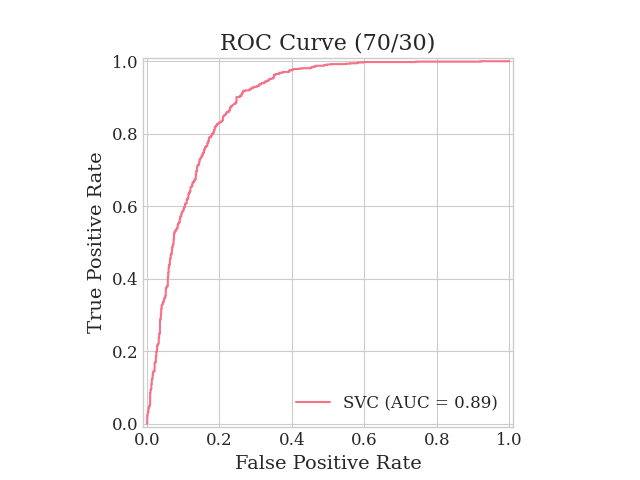 ROC Curve (70/30)
1.0
0.8
0.6
0.4
0.2
0.0
True Positive Rate
SVC (AUC = 0.89)
0.0 0.2 0.4 0.6 0.8 1.0
False Positive Rate